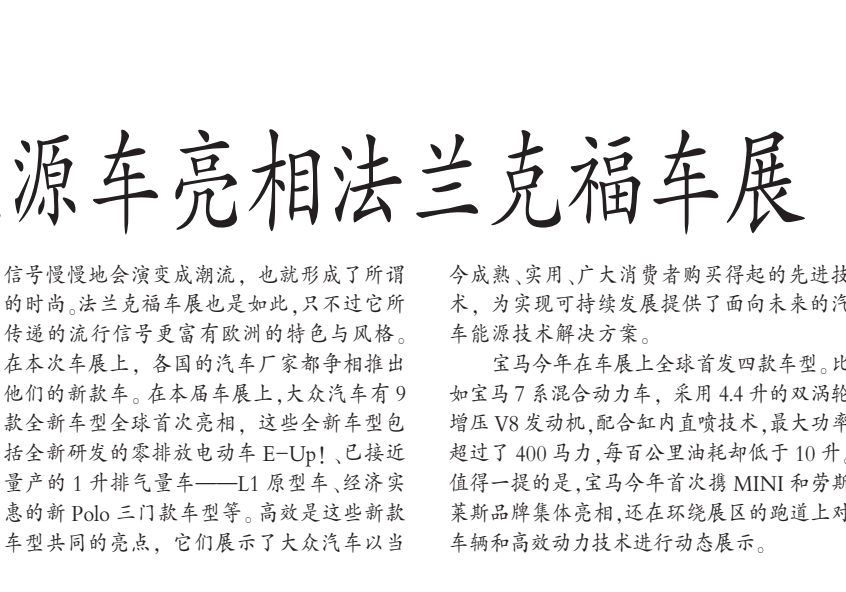 源车亮相法兰克福车展
信号慢慢地会演变成潮流，也就形成了所谓
的时尚。法兰克福车展也是如此，只不过它所
传递的流行信号更富有欧洲的特色与风格。
在本次车展上，各国的汽车厂家都争相推出
他们的新款车。在本届车展上，大众汽车有 9
款全新车型全球首次亮相，这些全新车型包
括全新研发的零排放电动车 E-Up！、已接近
量产的 1 升排气量车——L1 原型车、经济实
惠的新 Polo 三门款车型等。高效是这些新款
车型共同的亮点，它们展示了大众汽车以当
今成熟、实用、广大消费者购买得起的先进技
术，为实现可持续发展提供了面向未来的汽
车能源技术解决方案。
宝马今年在车展上全球首发四款车型。比
如宝马 7 系混合动力车，采用 4.4 升的双涡轮
增压 V8 发动机，配合缸内直喷技术，最大功率
超过了 400 马力，每百公里油耗却低于 10 升。
值得一提的是，宝马今年首次携 MINI 和劳斯
莱斯品牌集体亮相，还在环绕展区的跑道上对
车辆和高效动力技术进行动态展示。